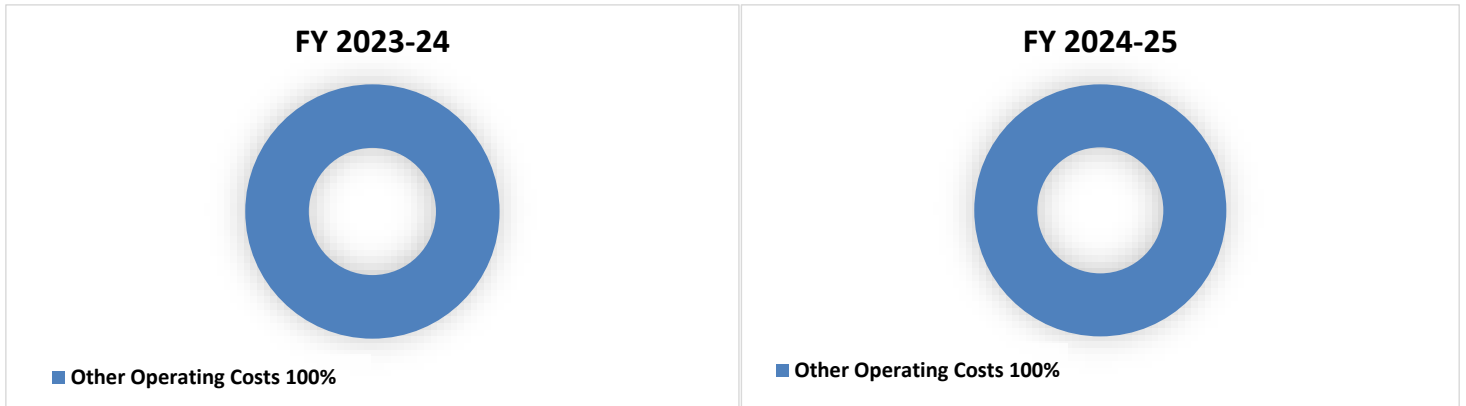 FY 2023-24
Other Operating Costs 100%
FY 2024-25
Other Operating Costs 100%